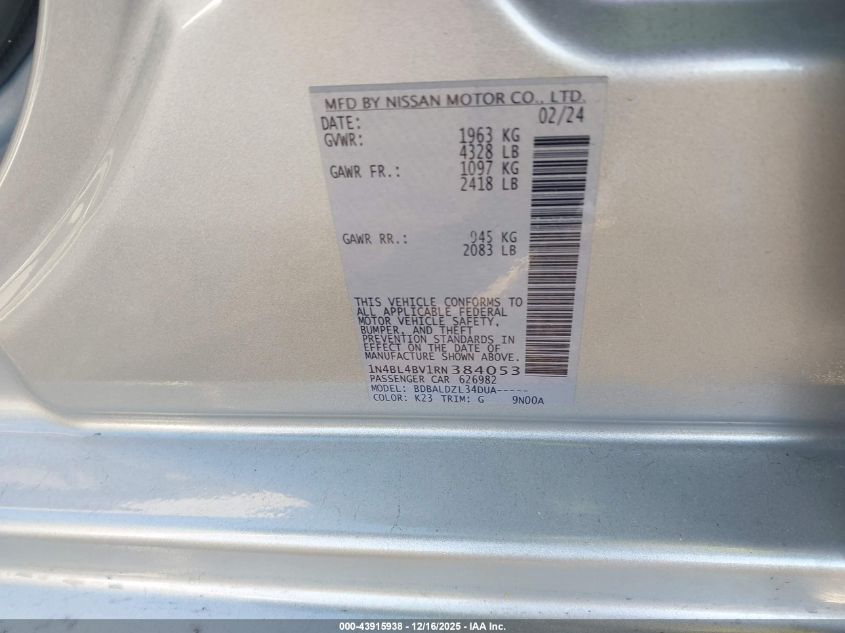 MFD BY NISSAN MOTOR CO., LTD.
DATE: 02/24
GVWR: 1963 KG
4328 LB
GAWR FR.: 1097 KG
2418 LB
GAWR RR.: 945 KG
2083 LB
THIS VEHICLE CONFORMS TO
ALL APPLICABLE FEDERAL
MOTOR VEHICLE SAFETY,
BUMPER, AND THEFT
PREVENTION STANDARDS IN
EFFECT ON THE DATE OF
MANUFACTURE SHOWN ABOVE.
1N4BL4BV1RN384053
PASSENGER CAR 626982
MODEL: BDBALDZL34DUA-----
COLOR: K23 TRIM: G 9N00A
000-43915938 - 12/16/2025 - IAA Inc.